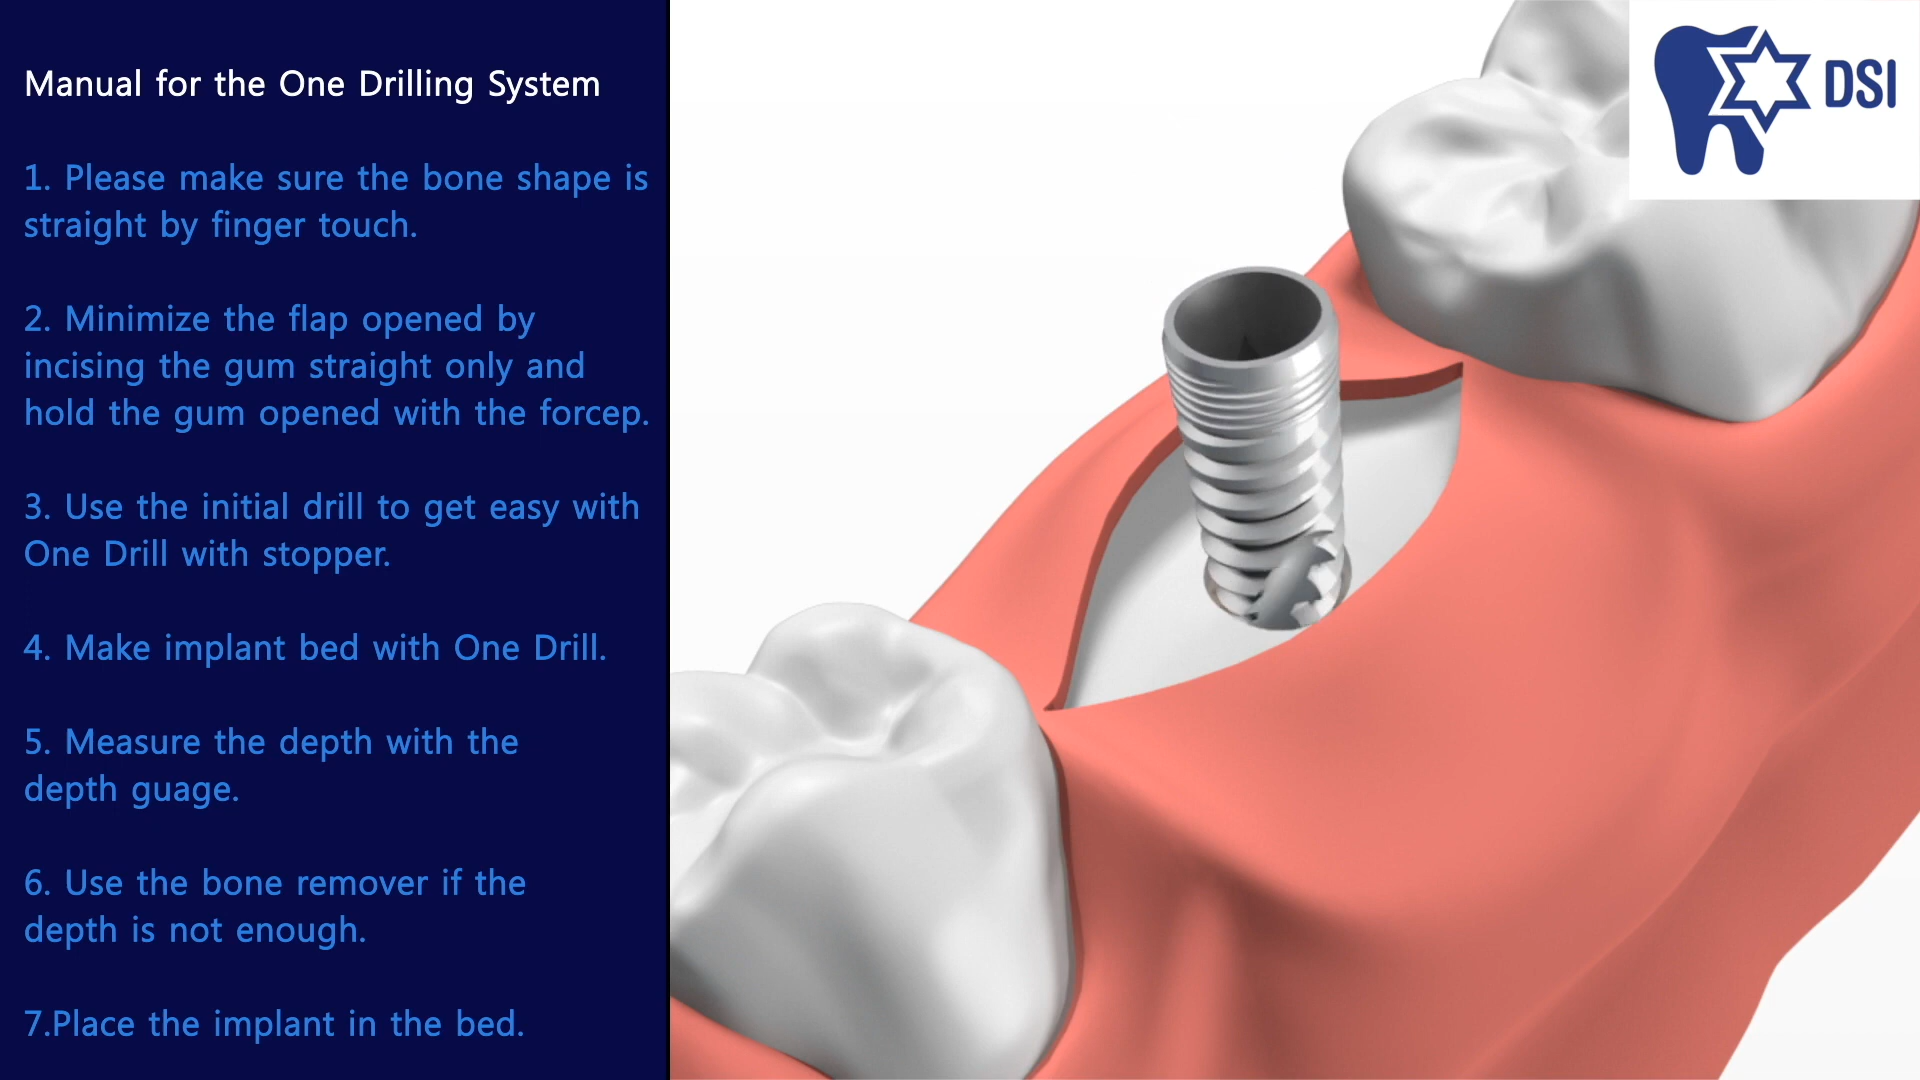 Manual for the One Drilling System
1. Please make sure the bone shape is
straight by finger touch.
2. Minimize the flap opened by
incising the gum straight only and
hold the gum opened with the forcep.
3. Use the initial drill to get easy with
One Drill with stopper.
4. Make implant bed with One Drill.
5. Measure the depth with the
depth guage.
6. Use the bone remover if the
depth is not enough.
7.Place the implant in the bed.
DSI